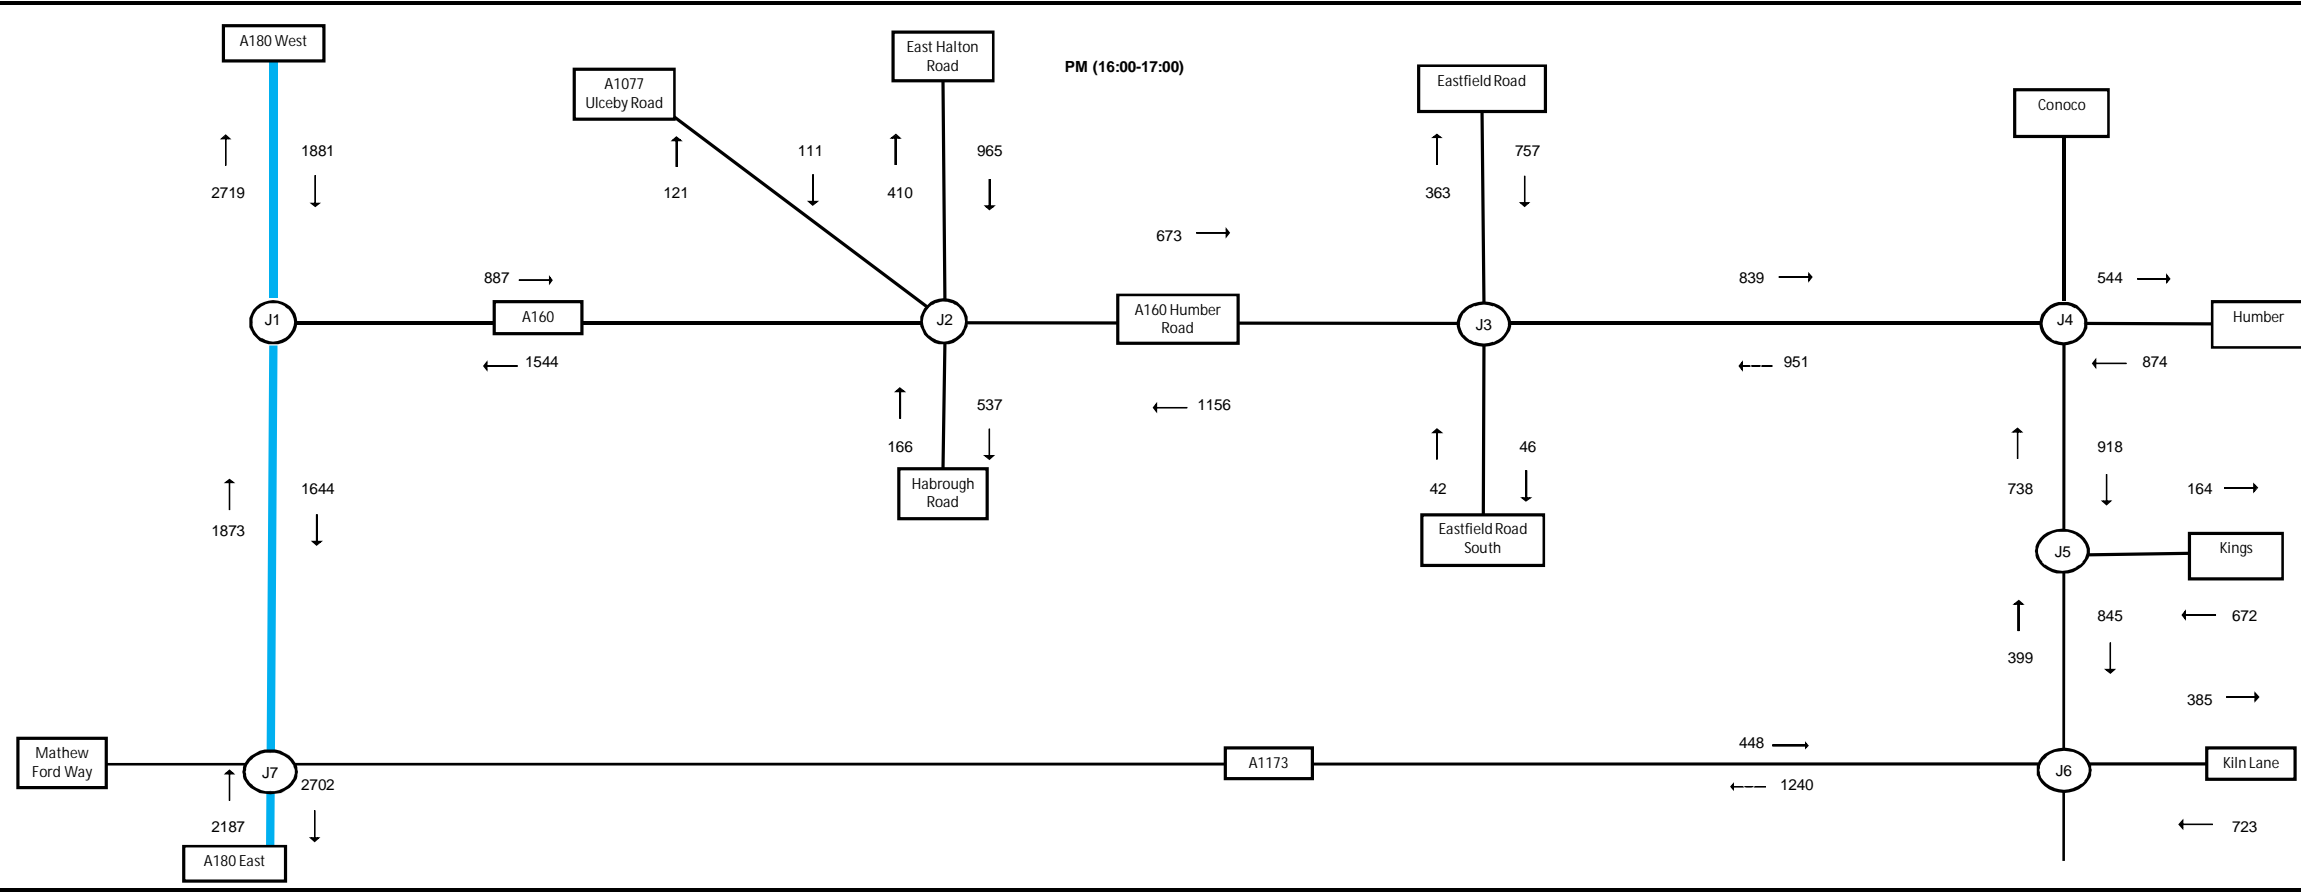 A180 West
East Halton
Road
PM (16:00-17:00)
A1077
Ulceby Road
Eastfield Road
Conoco
1881
2719
111
121
965
410
757
363
673
887
839
544
J1
A160
J2
A160 Humber
Road
J3
J4
Humber
1544
1156
951
874
537
166
46
42
918
738
164
Habrough
Road
Eastfield Road
South
1644
1873
J5
Kings
845
399
672
385
Mathew
Ford Way
J7
2702
2187
A1173
448
1240
J6
Kiln Lane
723
A180 East